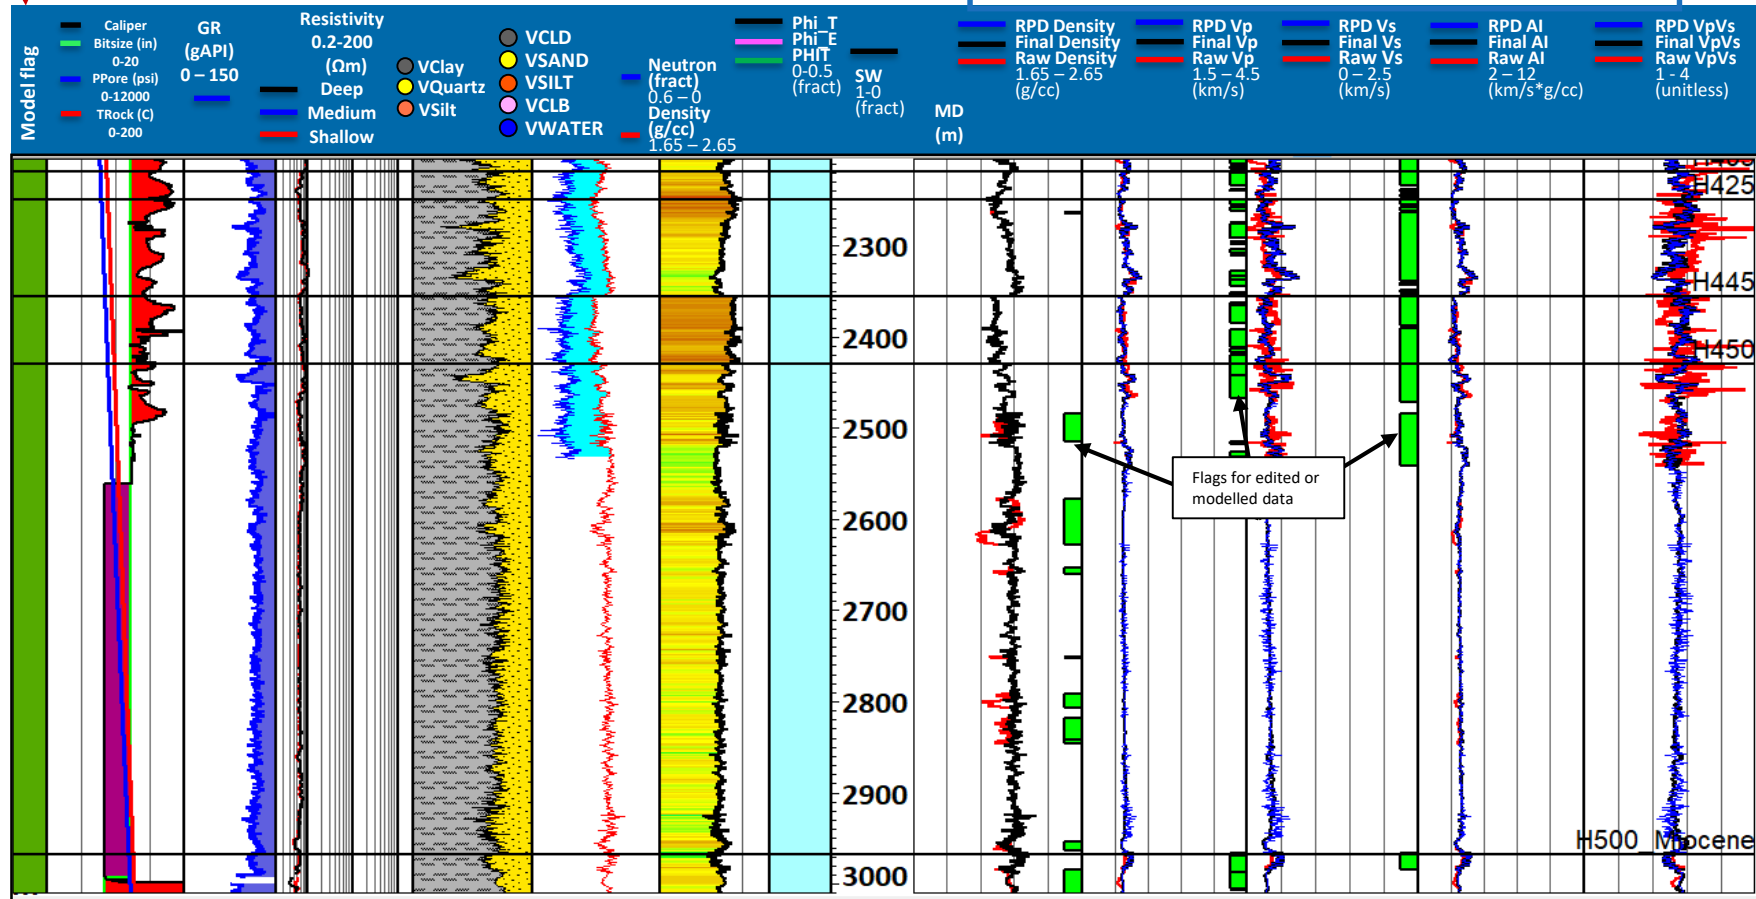 Model flag
Caliper
Bitsize (in)
0-20
PPore (psi)
0-12000
TRock (C)
0-200
GR
(gAPI)
0 – 150
Resistivity
0.2-200
(Ωm)
Deep
Medium
Shallow
VClay
VQuartz
VSilt
VCLD
VSAND
VSILT
VCLB
VWATER
Neutron
(fract)
0.6 – 0
Density
(g/cc)
1.65 – 2.65
Phi_T
Phi_E
PHIT
0-0.5
(fract)
SW
1-0
(fract)
MD
(m)
RPD Density
Final Density
Raw Density
1.65 – 2.65
(g/cc)
RPD Vp
Final Vp
Raw Vp
1.5 – 4.5
(km/s)
RPD Vs
Final Vs
Raw Vs
0 – 2.5
(km/s)
RPD AI
Final AI
Raw AI
2 – 12
(km/s*g/cc)
RPD VpVs
Final VpVs
Raw VpVs
1 - 4
(unitless)
H425
2300
H445
2400
H450
2500
Flags for edited or
modelled data
2600
2700
2800
2900
H500_Miocene
3000